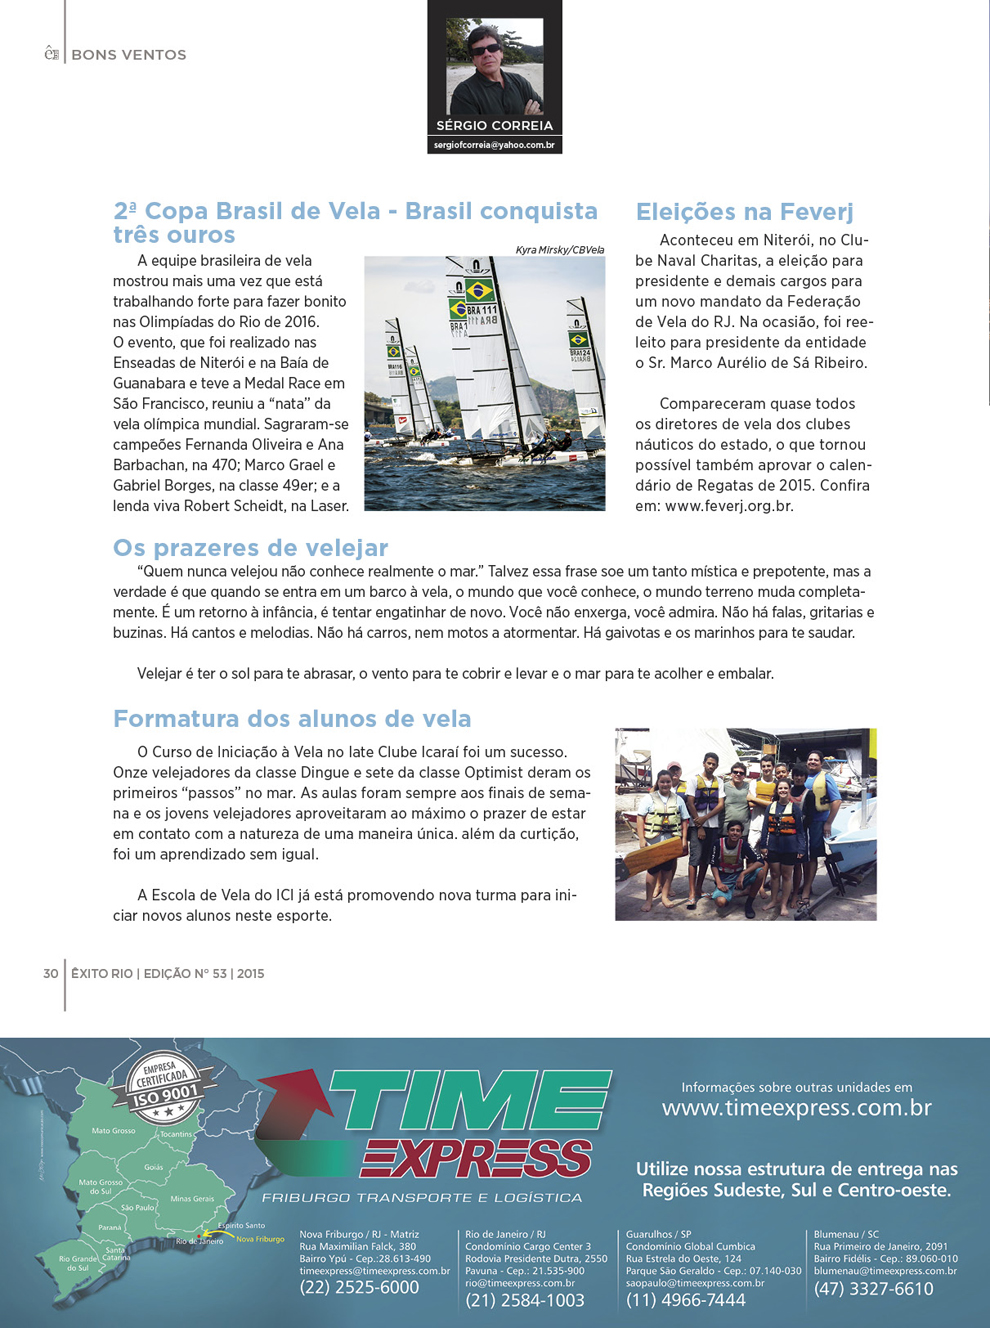 BONS VENTOS
SÉRGIO CORREIA
sergiofcorreia@yahoo.com.br
2ª Copa Brasil de Vela - Brasil conquista
três ouros
Kyra Mirsky/CBVela
A equipe brasileira de vela
mostrou mais uma vez que está
trabalhando forte para fazer bonito
nas Olimpíadas do Rio de 2016.
O evento, que foi realizado nas
Enseadas de Niterói e na Baía de
Guanabara e teve a Medal Race em
São Francisco, reuniu a “nata” da
vela olímpica mundial. Sagraram-se
campeões Fernanda Oliveira e Ana
Barbachan, na 470; Marco Grael e
Gabriel Borges, na classe 49er; e a
lenda viva Robert Scheidt, na Laser.
BRA 111
BRA124
Eleições na Feverj
Aconteceu em Niterói, no Clu-
be Naval Charitas, a eleição para
presidente e demais cargos para
um novo mandato da Federação
de Vela do RJ. Na ocasião, foi ree-
leito para presidente da entidade
o Sr. Marco Aurélio de Sá Ribeiro.
Compareceram quase todos
os diretores de vela dos clubes
náuticos do estado, o que tornou
possível também aprovar o calen-
dário de Regatas de 2015. Confira
em: www.feverj.org.br.
Os prazeres de velejar
“Quem nunca velejou não conhece realmente o mar.” Talvez essa frase soe um tanto mística e prepotente, mas a
verdade é que quando se entra em um barco à vela, o mundo que você conhece, o mundo terreno muda completa-
mente. É um retorno à infância, é tentar engatinhar de novo. Você não enxerga, você admira. Não há falas, gritarias e
buzinas. Há cantos e melodias. Não há carros, nem motos a atormentar. Há gaivotas e os marinhos para te saudar.
Velejar é ter o sol para te abrasar, o vento para te cobrir e levar e o mar para te acolher e embalar.
Formatura dos alunos de vela
O Curso de Iniciação à Vela no Iate Clube Icaraí foi um sucesso.
Onze velejadores da classe Dingue e sete da classe Optimist deram os
primeiros “passos” no mar. As aulas foram sempre aos finais de sema-
na e os jovens velejadores aproveitaram ao máximo o prazer de estar
em contato com a natureza de uma maneira única. além da curtição,
foi um aprendizado sem igual.
A Escola de Vela do ICI já está promovendo nova turma para ini-
ciar novos alunos neste esporte.
30 ÊXITO RIO | EDIÇÃO Nº 53 | 2015
EMPRESA
CERTIFICADA
ISO 9001
Mato Grosso
Tocantins
Goiás
Mato Grosso
do Sul
Minas Gerais
São Paulo
Espírito Santo
Paraná
Rio de Janeiro
Nova Friburgo
Santa
Catarina
Rio Grande
do Sul
TIME
EXPRESS
FRIBURGO TRANSPORTE E LOGÍSTICA
Informações sobre outras unidades em
www.timeexpress.com.br
Utilize nossa estrutura de entrega nas
Regiões Sudeste, Sul e Centro-oeste.
Nova Friburgo / RJ - Matriz
Rua Maximilian Falck, 380
Bairro Ypú - Cep.:28.613-490
timeexpress@timeexpress.com.br
(22) 2525-6000
Rio de Janeiro / RJ
Condomínio Cargo Center 3
Rodovia Presidente Dutra, 2550
Pavuna - Cep.: 21.535-900
rio@timeexpress.com.br
(21) 2584-1003
Guarulhos / SP
Condomínio Global Cumbica
Rua Estrela do Oeste, 124
Parque São Geraldo - Cep.: 07.140-030
saopaulo@timeexpress.com.br
(11) 4966-7444
Blumenau / SC
Rua Primeiro de Janeiro, 2091
Bairro Fidélis - Cep.: 89.060-010
blumenau@timeexpress.com.br
(47) 3327-6610